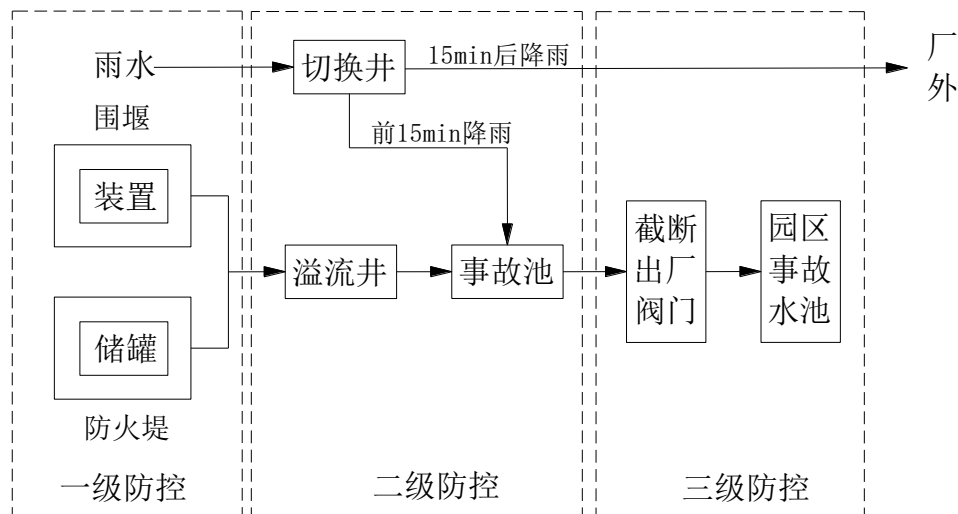 雨水
切换井
15min后降雨
厂
外
围堰
前15min降雨
装置
截断
出厂
阀门
园区
事故
水池
溢流井
事故池
储罐
防火堤
一级防控
二级防控
三级防控